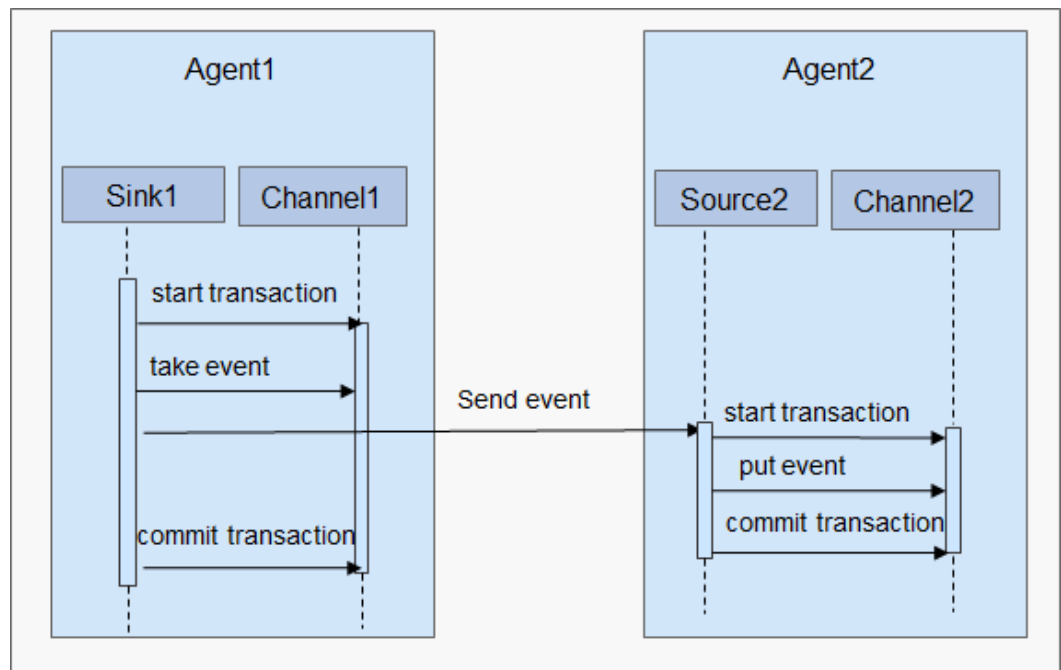 Agent1
Agent2
Sink1
Channel1
Source2
Channel2
start transaction
take event
Send event
start transaction
put event
commit transaction
commit transaction